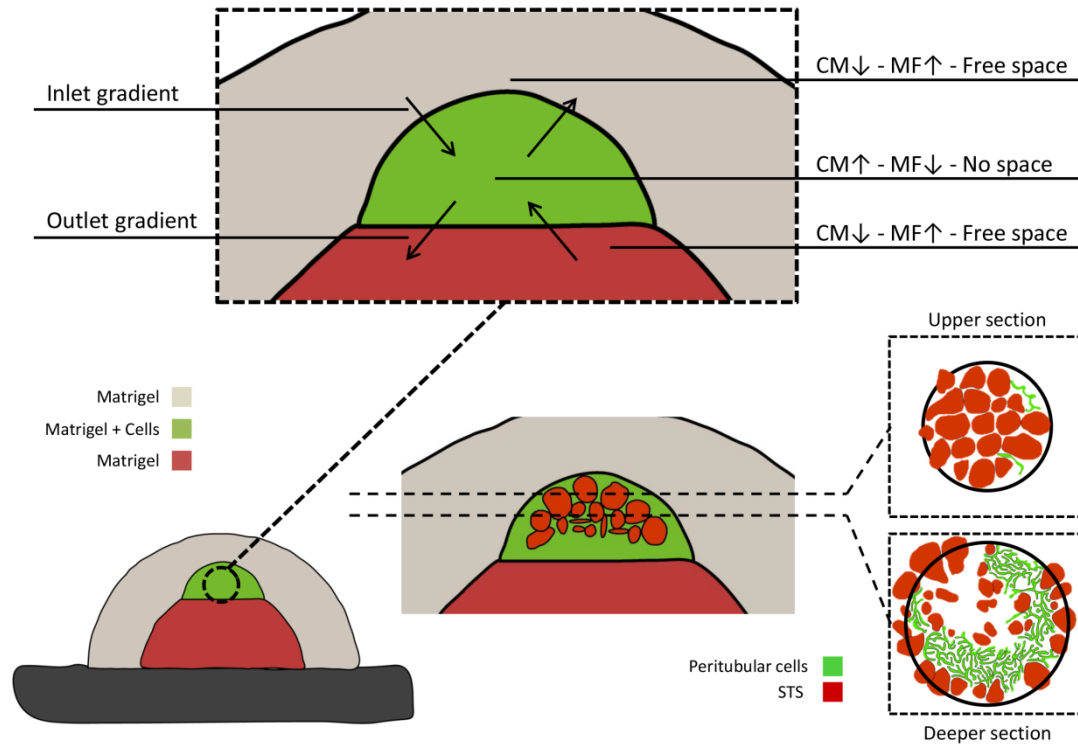 Inlet gradient
Outlet gradient
CM↓ - MF↑ - Free space
CM↑ - MF↓ - No space
CM↓ - MF↑ - Free space
Matrigel
Matrigel + Cells
Matrigel
Upper section
Peritubular cells
STS
Deeper section